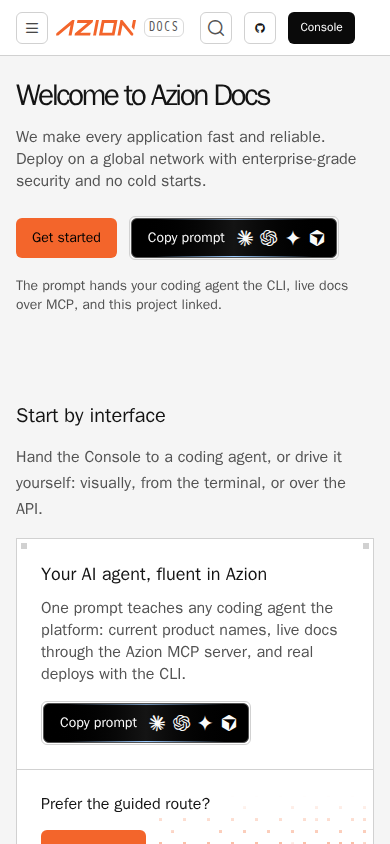 AZION DOCS Console
Welcome to Azion Docs
We make every application fast and reliable.
Deploy on a global network with enterprise-grade
security and no cold starts.
Get started Copy prompt
The prompt hands your coding agent the CLI, live docs
over MCP, and this project linked.
Start by interface
Hand the Console to a coding agent, or drive it
yourself: visually, from the terminal, or over the
API.
Your AI agent, fluent in Azion
One prompt teaches any coding agent the
platform: current product names, live docs
through the Azion MCP server, and real
deploys with the CLI.
Copy prompt
Prefer the guided route?